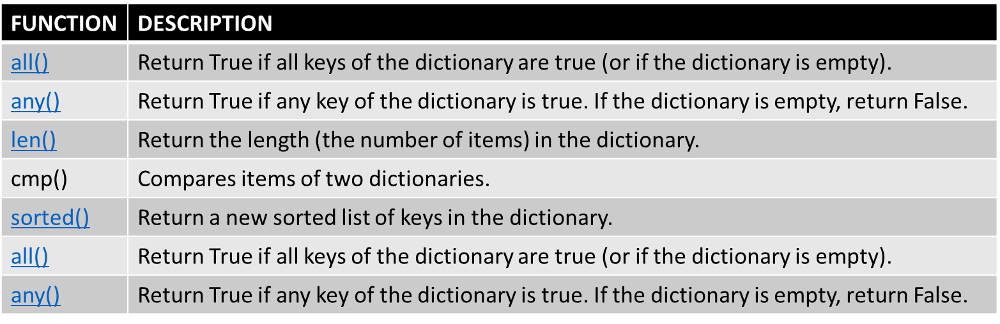 FUNCTION DESCRIPTION
all() Return True if all keys of the dictionary are true (or if the dictionary is empty).
any() Return True if any key of the dictionary is true. If the dictionary is empty, return False.
len() Return the length (the number of items) in the dictionary.
cmp() Compares items of two dictionaries.
sorted() Return a new sorted list of keys in the dictionary.
all() Return True if all keys of the dictionary are true (or if the dictionary is empty).
any() Return True if any key of the dictionary is true. If the dictionary is empty, return False.